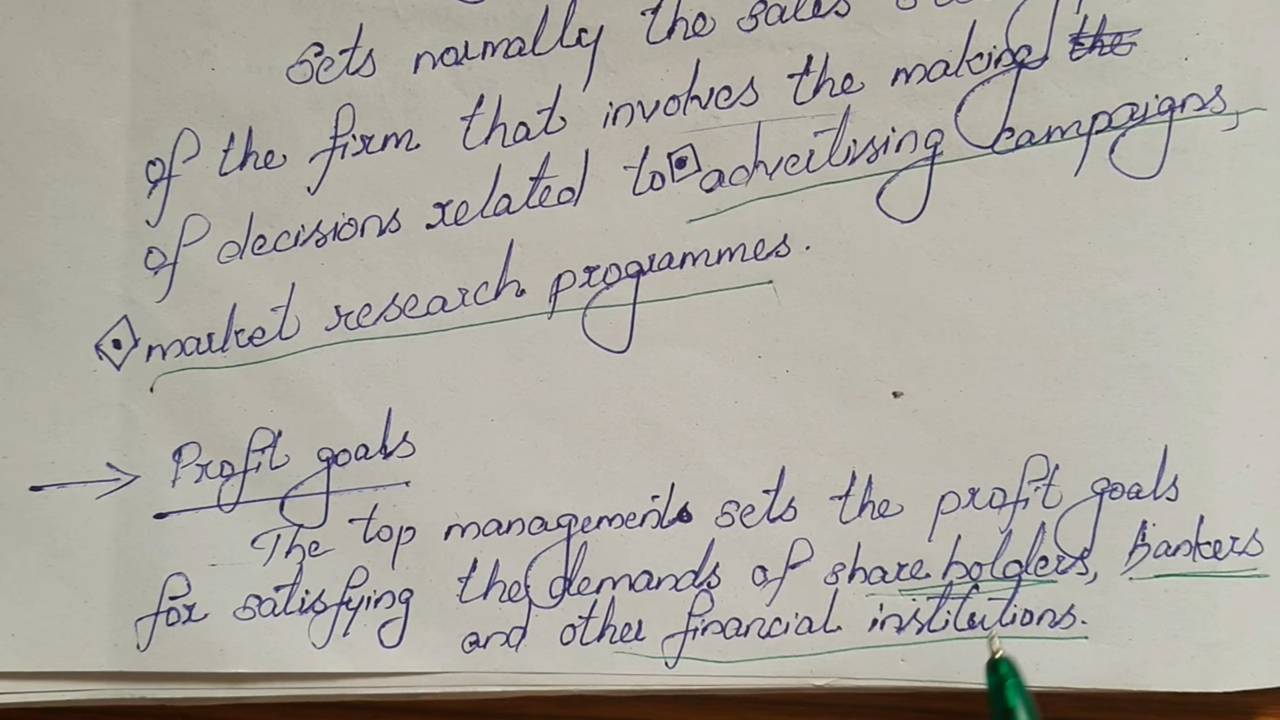 sets normally the sales
of the firm that involves the making the
of decisions related to advertising campaigns,
market research programmes.
Profit goals
The top managements sets the profit goals
for satisfying the demands of share holders, bankers
and other financial institutions.